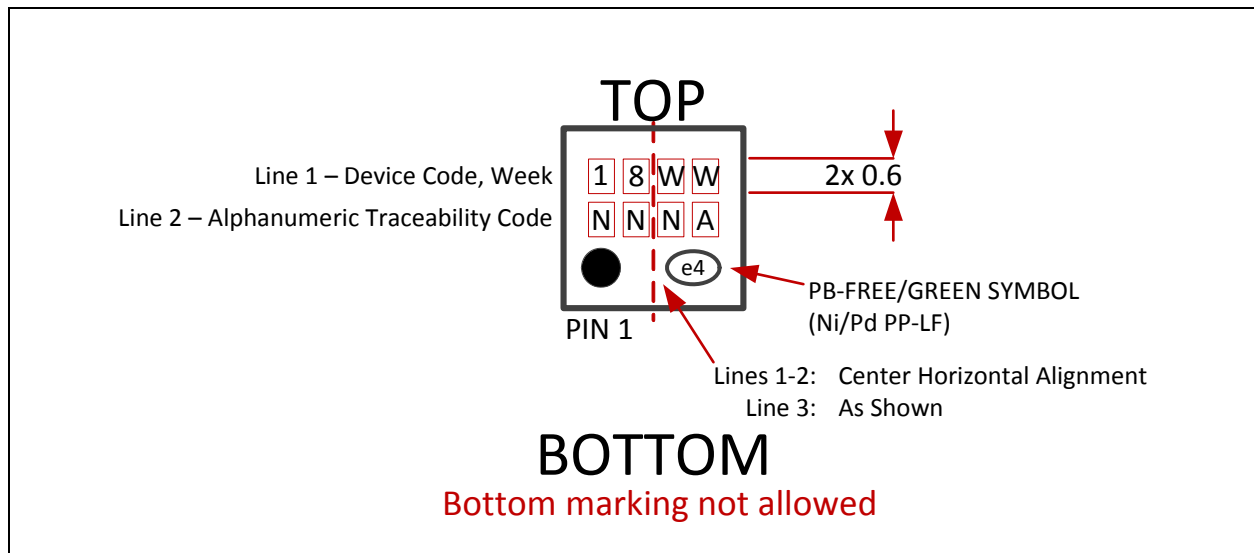 TOP
Line 1 – Device Code, Week
1 8 W W
2x 0.6
Line 2 – Alphanumeric Traceability Code
N N N A
e4
PB-FREE/GREEN SYMBOL
(Ni/Pd PP-LF)
PIN 1
Lines 1-2: Center Horizontal Alignment
Line 3: As Shown
BOTTOM
Bottom marking not allowed